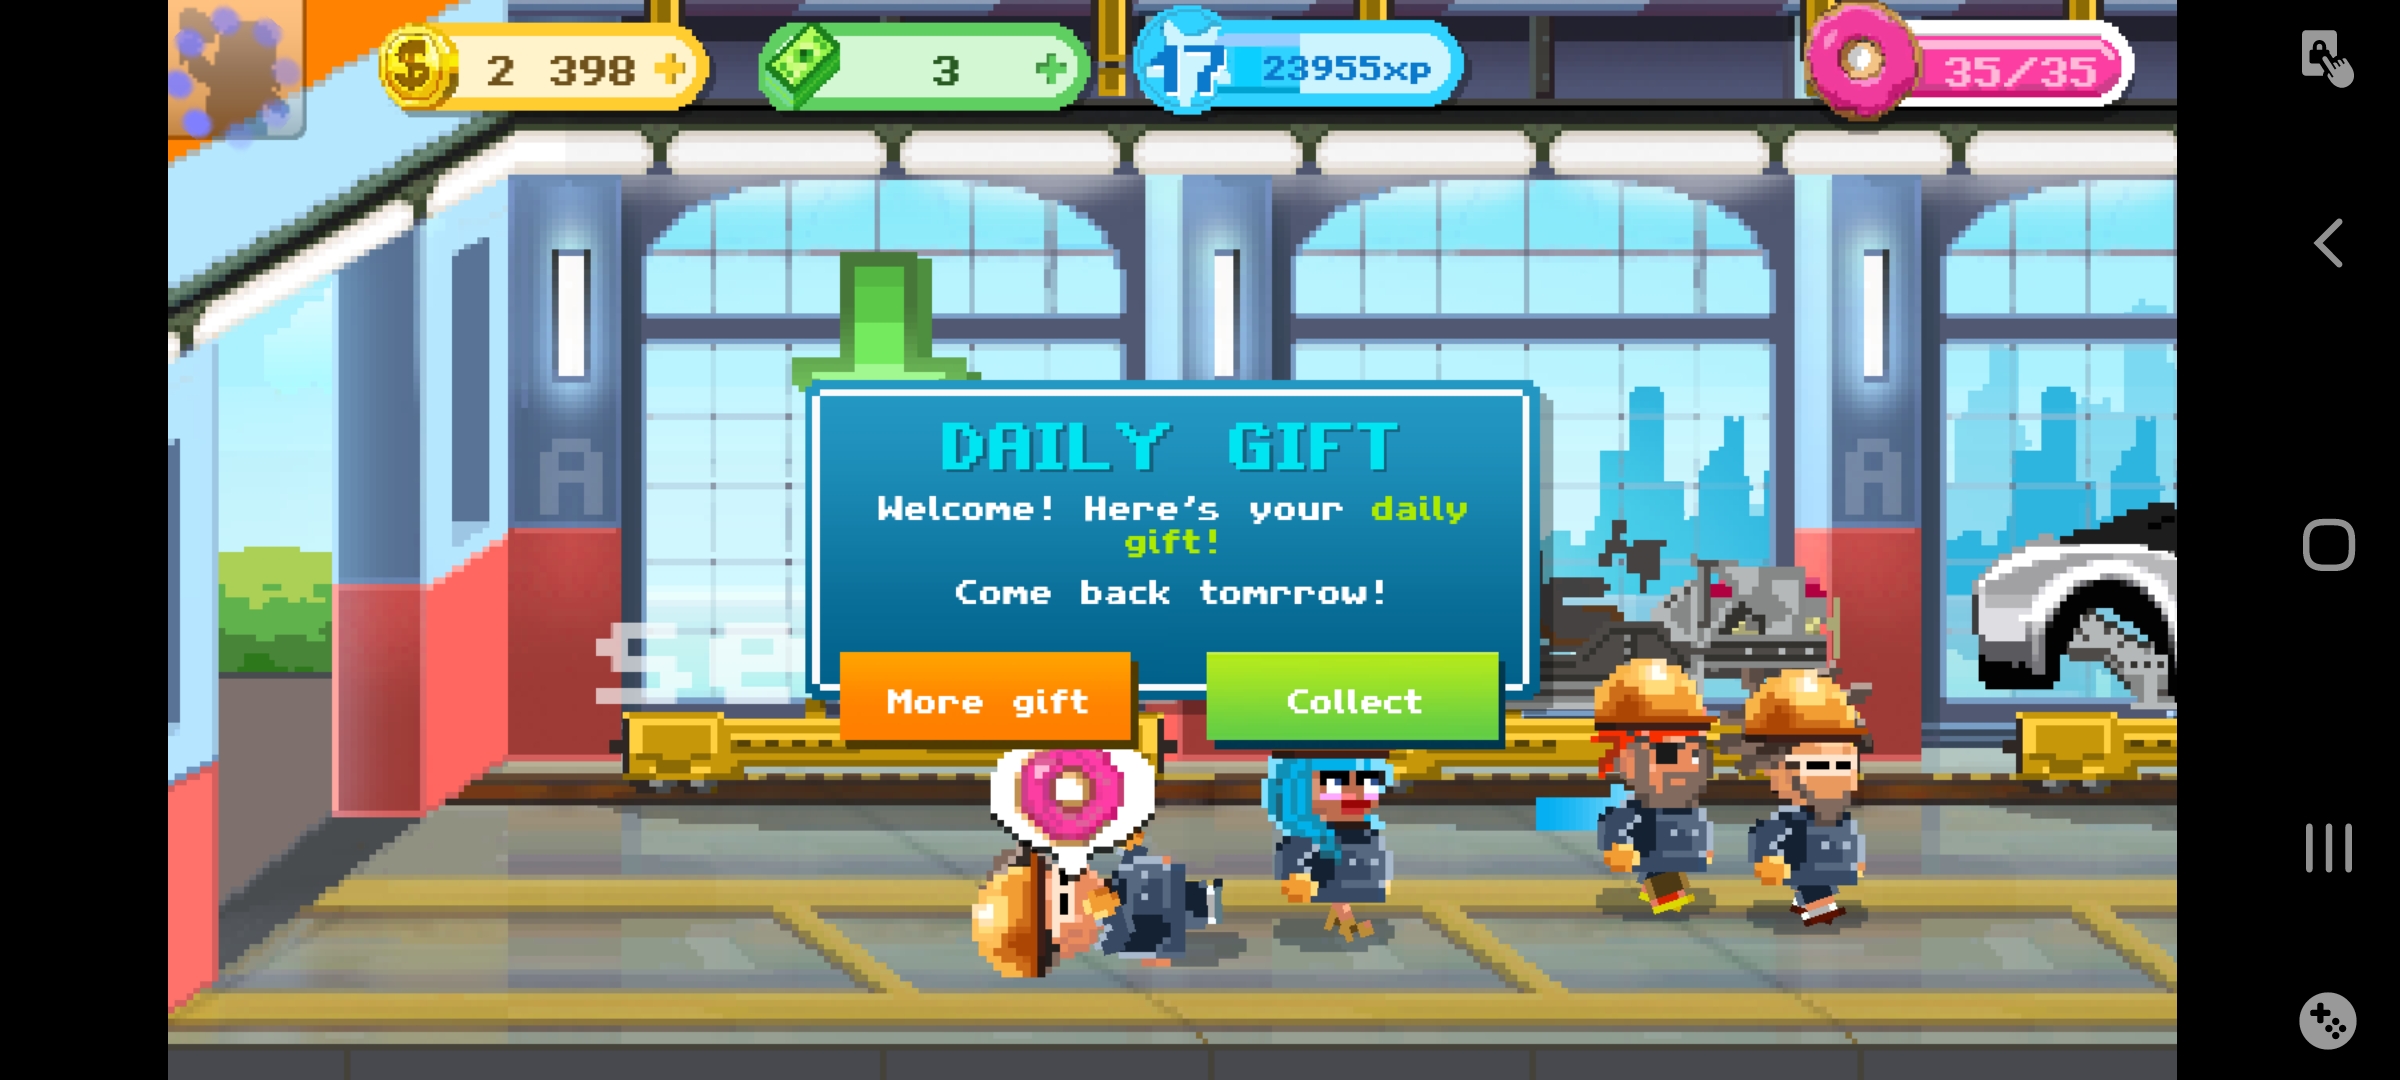 2 398 +
3 +
17 23955xp
35/35
A
A
DAILY GIFT
Welcome! Here's your daily
gift!
Come back tomrrow!
se
More gift
Collect